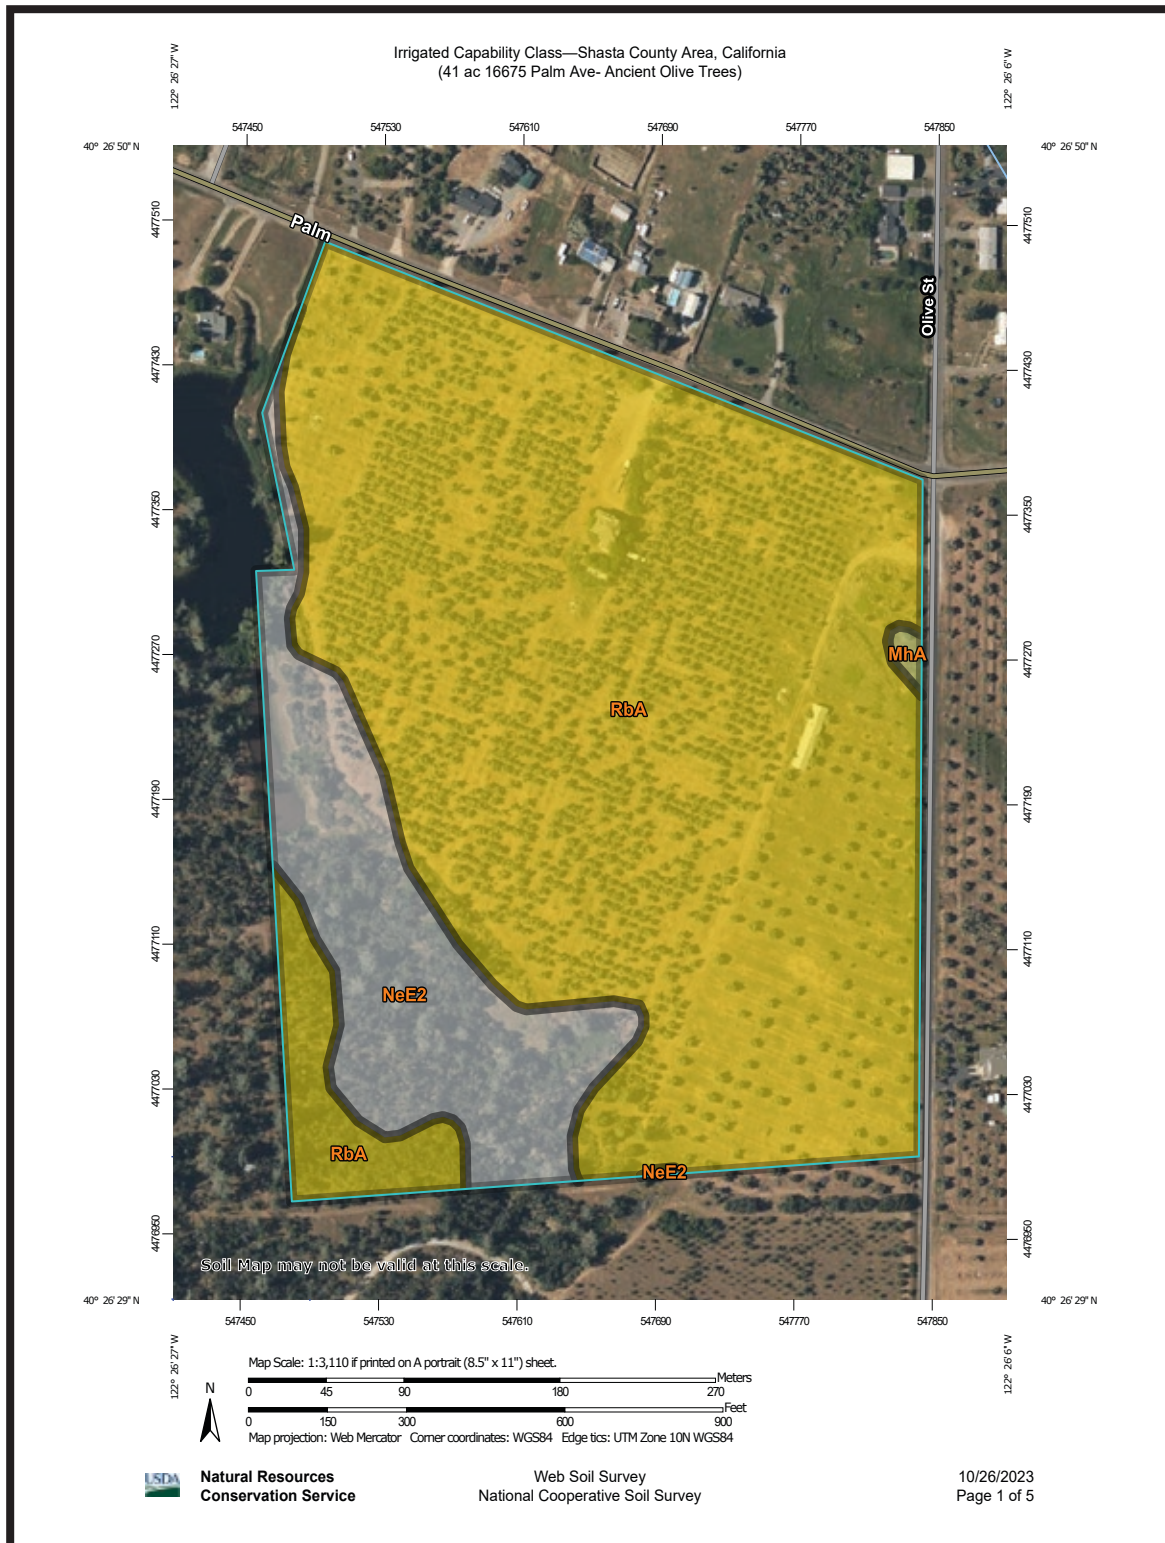 Irrigated Capability Class—Shasta County Area, California
(41 ac 16675 Palm Ave- Ancient Olive Trees)
122° 26' 27" W
122° 26' 6" W
547450 547530 547610 547690 547770 547850
40° 26' 50" N
40° 26' 50" N
Palm
Olive St
4477510
4477510
4477430
4477430
4477350
4477350
4477270
4477270
MhA
RbA
4477190
4477190
4477110
4477110
NeE2
4477030
4477030
RbA
NeE2
4476950
4476950
Soil Map may not be valid at this scale.
40° 26' 29" N
40° 26' 29" N
547450 547530 547610 547690 547770 547850
122° 26' 27" W
122° 26' 6" W
Map Scale: 1:3,110 if printed on A portrait (8.5" x 11") sheet.
N
Meters
0 45 90 180 270
Feet
0 150 300 600 900
Map projection: Web Mercator Corner coordinates: WGS84 Edge tics: UTM Zone 10N WGS84
USDA
Natural Resources
Conservation Service
Web Soil Survey
National Cooperative Soil Survey
10/26/2023
Page 1 of 5